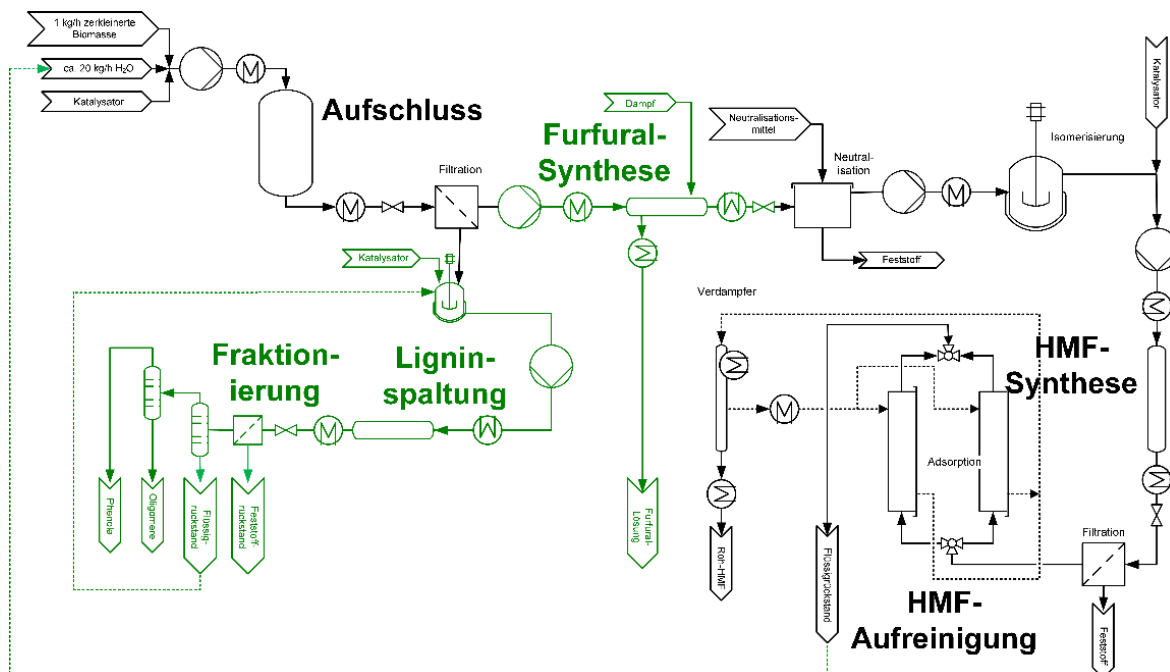 1 kg/h zerkleinerte
Biomasse
ca. 20 kg/h H₂O
Katalysator
Aufschluss
Filtration
Katalysator
Furfural-
Synthese
Dampf
Neutralisations-
mittel
Neutral-
isation
Feststoff
Isomerisierung
Katalysator
Fraktion-
ierung
Lignin-
spaltung
Phenole
Oligomere
Flüssig-
rückstand
Feststoff-
rückstand
Furfural-
Lösung
Verdampfer
Roh-HMF
Flüssigrückstand
Adsorption
HMF-
Synthese
HMF-
Aufreinigung
Filtration
Feststoff
M
M
M
M
M
M
M
M
M
M
M
M
M
M